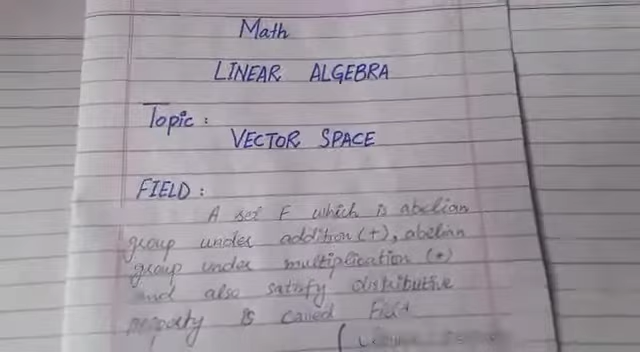 Math
LINEAR ALGEBRA
Topic :
VECTOR SPACE
FIELD :
A set F which is abelian
group under addition (+), abelian
group under multiplication (*)
and also satisfy distributive
property is called Field
(